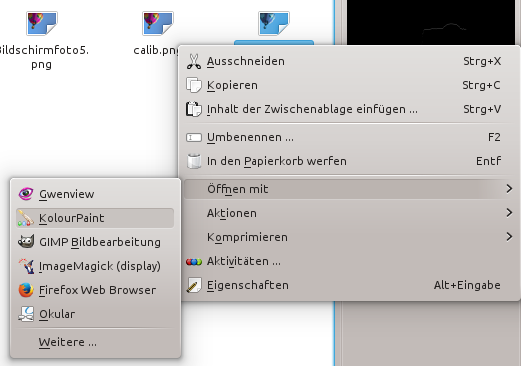 Bildschirmfoto5.
png
calib.png
Ausschneiden Strg+X
Kopieren Strg+C
Inhalt der Zwischenablage einfügen ... Strg+V
Umbenennen ... F2
In den Papierkorb werfen Entf
Öffnen mit
Aktionen
Komprimieren
Aktivitäten ...
Eigenschaften Alt+Eingabe
Gwenview
KolourPaint
GIMP Bildbearbeitung
ImageMagick (display)
Firefox Web Browser
Okular
Weitere ...